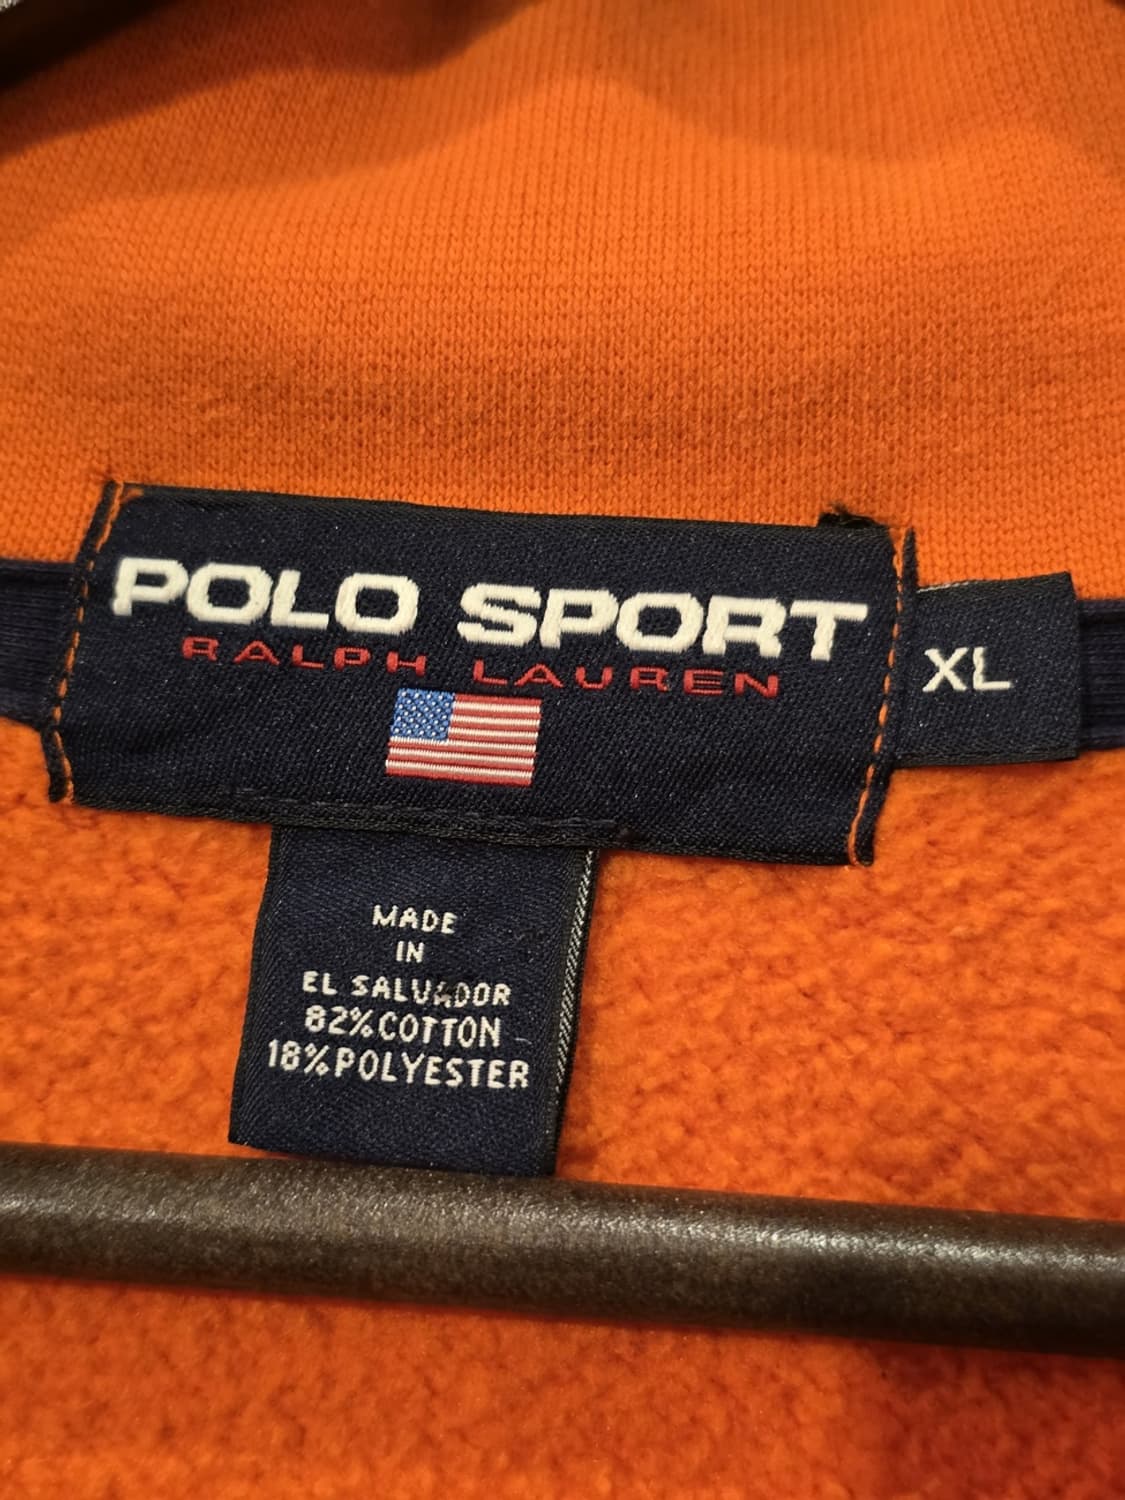 POLO SPORT
RALPH LAUREN
XL
MADE
IN
EL SALVADOR
82%COTTON
18%POLYESTER